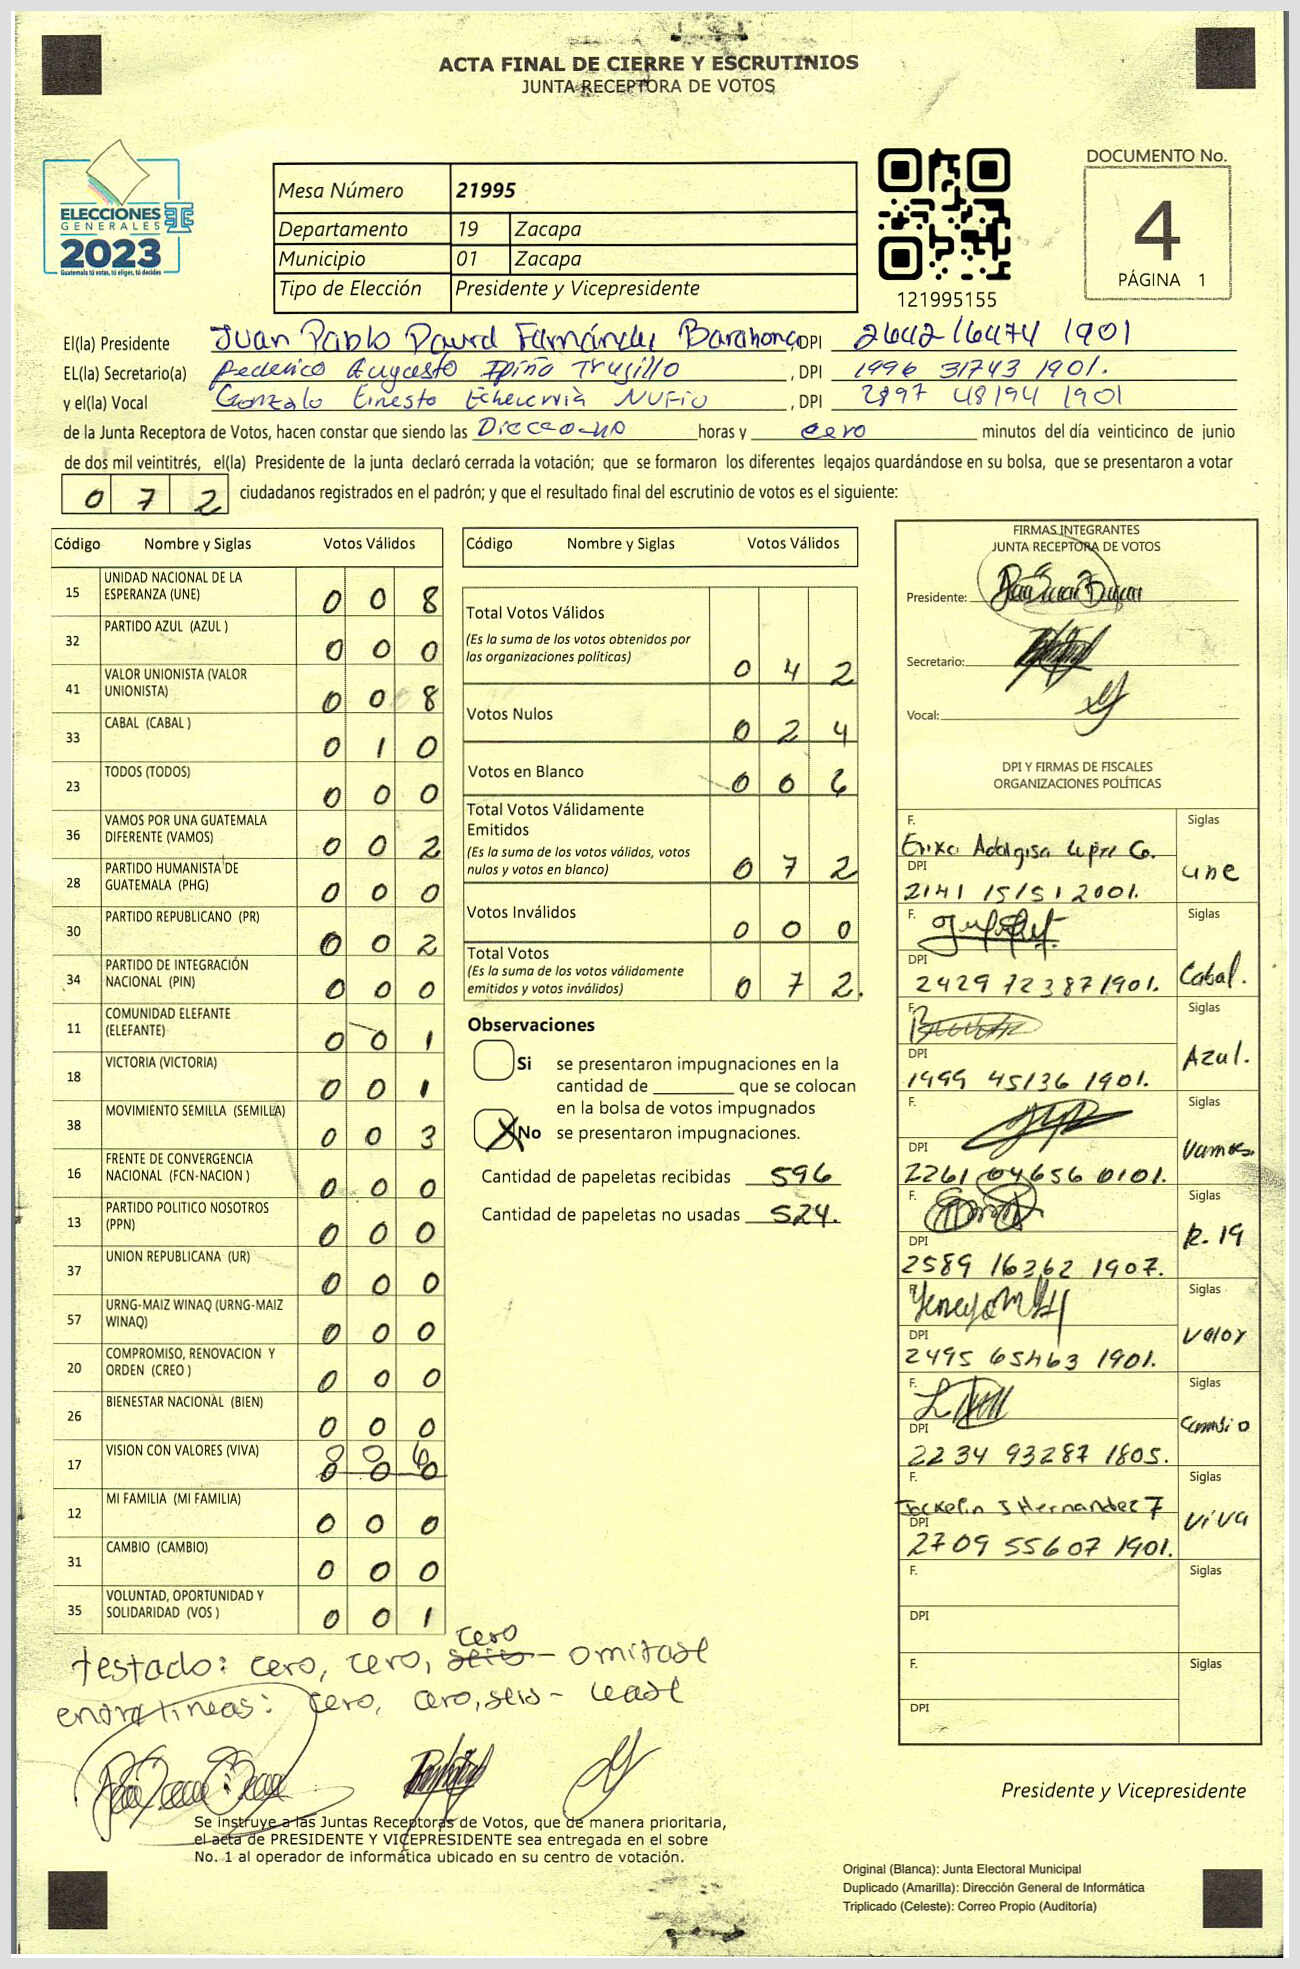 ACTA FINAL DE CIERRE Y ESCRUTINIOS
JUNTA RECEPTORA DE VOTOS
ELECCIONES
GENERALES
2023
Guatemala tú votas, tú eliges, tú decides
Mesa Número 21995
Departamento 19 Zacapa
Municipio 01 Zacapa
Tipo de Elección Presidente y Vicepresidente
121995155
DOCUMENTO No.
4
PÁGINA 1
El(la) Presidente Juan Pablo David Fernández Barahona, DPI 2642 16474 1901
EL(la) Secretario(a) Federico Augusto Trujillo, DPI 1996 31743 1901.
y el(la) Vocal Gonzalo Ernesto Echeverría Nufio, DPI 2897 48194 1901
de la Junta Receptora de Votos, hacen constar que siendo las Dieciocho horas y cero minutos del día veinticinco de junio
de dos mil veintitrés, el(la) Presidente de la junta declaró cerrada la votación; que se formaron los diferentes legajos guardándose en su bolsa, que se presentaron a votar
0 7 2 ciudadanos registrados en el padrón; y que el resultado final del escrutinio de votos es el siguiente:
Código Nombre y Siglas Votos Válidos
15 UNIDAD NACIONAL DE LA ESPERANZA (UNE) 0 0 8
32 PARTIDO AZUL (AZUL ) 0 0 0
41 VALOR UNIONISTA (VALOR UNIONISTA) 0 0 8
33 CABAL (CABAL ) 0 1 0
23 TODOS (TODOS) 0 0 0
36 VAMOS POR UNA GUATEMALA DIFERENTE (VAMOS) 0 0 2
28 PARTIDO HUMANISTA DE GUATEMALA (PHG) 0 0 0
30 PARTIDO REPUBLICANO (PR) 0 0 2
34 PARTIDO DE INTEGRACIÓN NACIONAL (PIN) 0 0 0
11 COMUNIDAD ELEFANTE (ELEFANTE) 0 0 1
18 VICTORIA (VICTORIA) 0 0 1
38 MOVIMIENTO SEMILLA (SEMILLA) 0 0 3
16 FRENTE DE CONVERGENCIA NACIONAL (FCN-NACION ) 0 0 0
13 PARTIDO POLITICO NOSOTROS (PPN) 0 0 0
37 UNION REPUBLICANA (UR) 0 0 0
57 URNG-MAIZ WINAQ (URNG-MAIZ WINAQ) 0 0 0
20 COMPROMISO, RENOVACION Y ORDEN (CREO ) 0 0 0
26 BIENESTAR NACIONAL (BIEN) 0 0 0
17 VISION CON VALORES (VIVA) 0 0 6
0 0 0
12 MI FAMILIA (MI FAMILIA) 0 0 0
31 CAMBIO (CAMBIO) 0 0 0
35 VOLUNTAD, OPORTUNIDAD Y SOLIDARIDAD (VOS ) 0 0 1
Código Nombre y Siglas Votos Válidos
Total Votos Válidos
(Es la suma de los votos obtenidos por
las organizaciones políticas) 0 4 2
Votos Nulos 0 2 4
Votos en Blanco 0 0 6
Total Votos Válidamente
Emitidos
(Es la suma de los votos válidos, votos
nulos y votos en blanco) 0 7 2
Votos Inválidos 0 0 0
Total Votos
(Es la suma de los votos válidamente
emitidos y votos inválidos) 0 7 2.
Observaciones
Si se presentaron impugnaciones en la
cantidad de ________ que se colocan
en la bolsa de votos impugnados
X No se presentaron impugnaciones.
Cantidad de papeletas recibidas 596
Cantidad de papeletas no usadas 524.
FIRMAS INTEGRANTES
JUNTA RECEPTORA DE VOTOS
Presidente:
Secretario:
Vocal:
DPI Y FIRMAS DE FISCALES
ORGANIZACIONES POLÍTICAS
F. Siglas
DPI 2141 15151 2001. une
F. Siglas
DPI 2429 72387 1901. Cabal.
F. Siglas
DPI 1999 45136 1901. Azul.
F. Siglas
DPI 2261 04656 0101. Vamos.
F. Siglas
DPI 2589 16262 1907. R. 19
F. Siglas
DPI 2495 65463 1901. Valor
F. Siglas
DPI 2234 93287 1805. Cambio
F. Jackelin J Hernandez F Siglas
DPI 2709 55607 1901. viva
F. Siglas
DPI
F. Siglas
DPI
cero
testado: cero, cero, seis - omitase
entrelineas: cero, cero, seis - lease
Se instruye a las Juntas Receptoras de Votos, que de manera prioritaria,
el acta de PRESIDENTE Y VICEPRESIDENTE sea entregada en el sobre
No. 1 al operador de informática ubicado en su centro de votación.
Presidente y Vicepresidente
Original (Blanca): Junta Electoral Municipal
Duplicado (Amarilla): Dirección General de Informática
Triplicado (Celeste): Correo Propio (Auditoría)